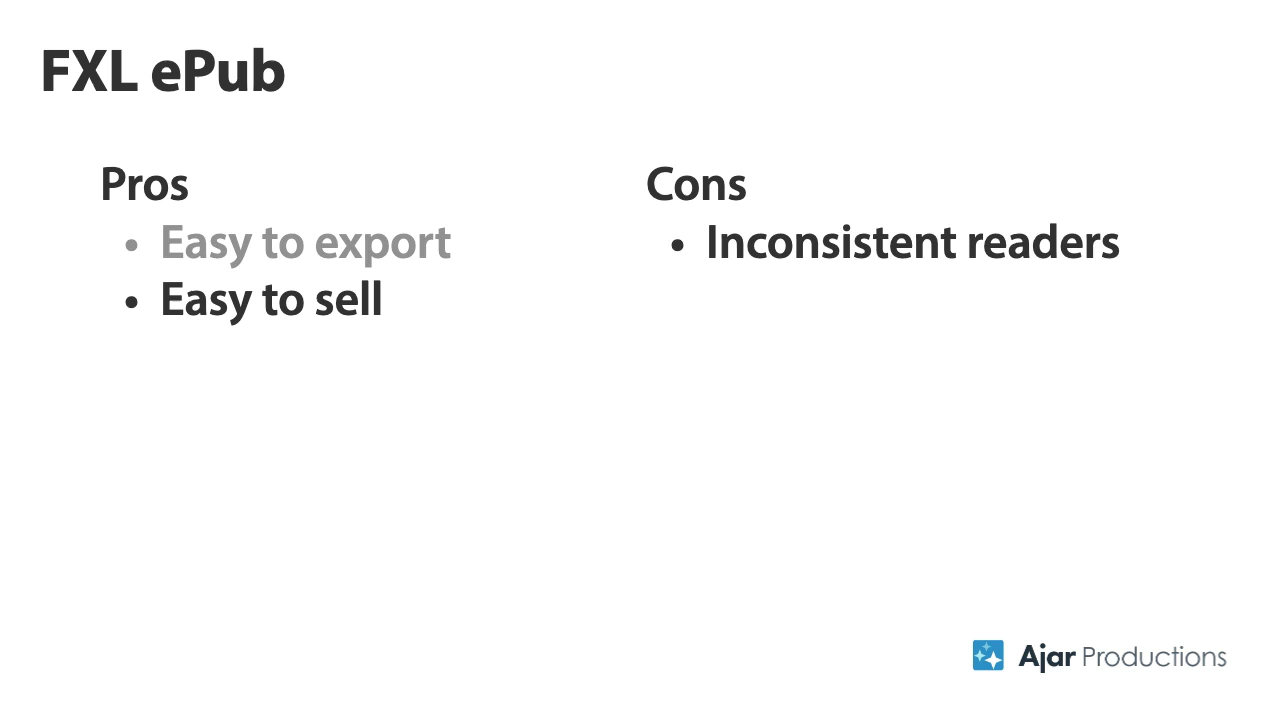 FXL ePub
Pros
• Easy to export
• Easy to sell
Cons
• Inconsistent readers
Ajar Productions